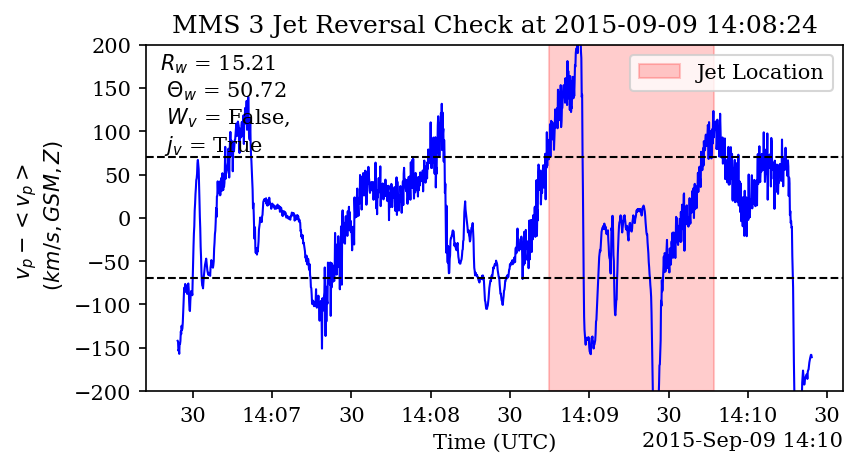 MMS 3 Jet Reversal Check at 2015-09-09 14:08:24
R_w = 15.21
Θ_w = 50.72
W_v = False,
j_v = True
Jet Location
200
150
100
50
0
−50
−100
−150
−200
v_p − < v_p >
(km/s, GSM, Z)
30 14:07 30 14:08 30 14:09 30 14:10 30
Time (UTC)
2015-Sep-09 14:10